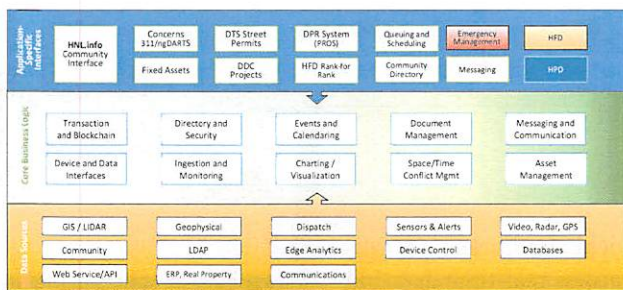 Application-
Specific
Interfaces
HNL.info
Community
Interface
Concerns
311/ngDARTS
DTS Street
Permits
DPR System
(PROS)
Queuing and
Scheduling
Emergency
Management
HFD
Fixed Assets
DDC
Projects
HFD Rank-for
Rank
Community
Directory
Messaging
HPD
Core Business Logic
Transaction
and Blockchain
Directory and
Security
Events and
Calendaring
Document
Management
Messaging and
Communication
Device and Data
Interfaces
Ingestion and
Monitoring
Charting /
Visualization
Space/Time
Conflict Mgmt
Asset
Management
Data Sources
GIS / LIDAR
Geophysical
Dispatch
Sensors & Alerts
Video, Radar, GPS
Community
LDAP
Edge Analytics
Device Control
Databases
Web Service/API
ERP, Real Property
Communications